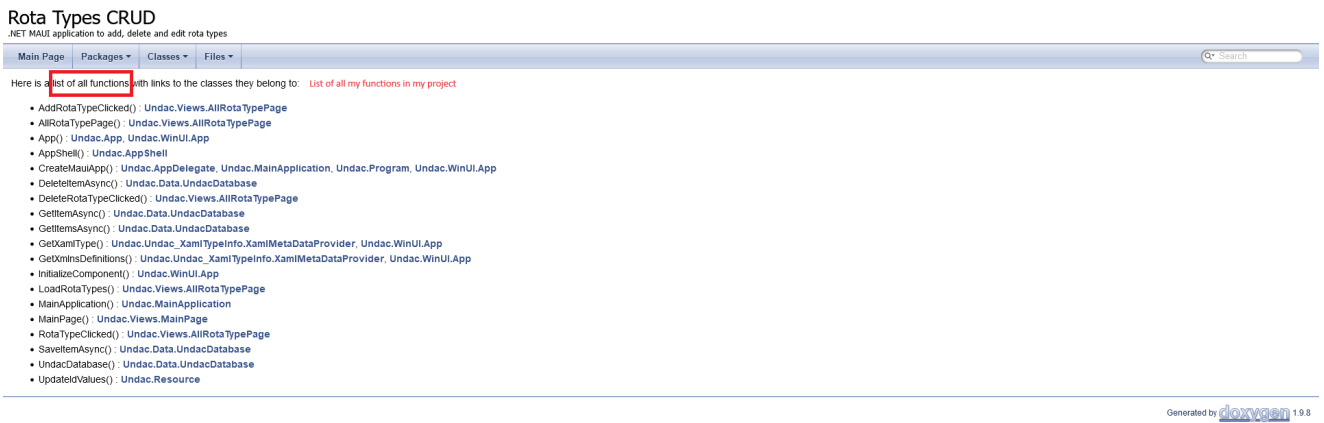 Rota Types CRUD
.NET MAUI application to add, delete and edit rota types
Main Page Packages Classes Files Search
Here is a list of all functions with links to the classes they belong to: List of all my functions in my project
• AddRotaTypeClicked() : Undac.Views.AllRotaTypePage
• AllRotaTypePage() : Undac.Views.AllRotaTypePage
• App() : Undac.App, Undac.WinUI.App
• AppShell() : Undac.AppShell
• CreateMauiApp() : Undac.AppDelegate, Undac.MainApplication, Undac.Program, Undac.WinUI.App
• DeleteItemAsync() : Undac.Data.UndacDatabase
• DeleteRotaTypeClicked() : Undac.Views.AllRotaTypePage
• GetItemAsync() : Undac.Data.UndacDatabase
• GetItemsAsync() : Undac.Data.UndacDatabase
• GetXamlType() : Undac.Undac_XamlTypeInfo.XamlMetaDataProvider, Undac.WinUI.App
• GetXmlnsDefinitions() : Undac.Undac_XamlTypeInfo.XamlMetaDataProvider, Undac.WinUI.App
• InitializeComponent() : Undac.WinUI.App
• LoadRotaTypes() : Undac.Views.AllRotaTypePage
• MainApplication() : Undac.MainApplication
• MainPage() : Undac.Views.MainPage
• RotaTypeClicked() : Undac.Views.AllRotaTypePage
• SaveItemAsync() : Undac.Data.UndacDatabase
• UndacDatabase() : Undac.Data.UndacDatabase
• UpdateIdValues() : Undac.Resource
Generated by doxygen 1.9.8